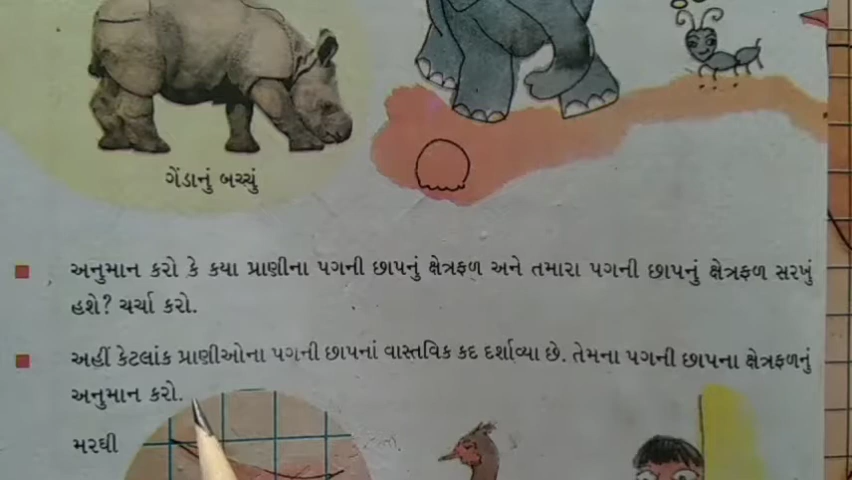 ગેંડાનું બચ્ચું
અનુમાન કરો કે કયા પ્રાણીના પગની છાપનું ક્ષેત્રફળ અને તમારા પગની છાપનું ક્ષેત્રફળ સરખું
હશે? ચર્ચા કરો.
અહીં કેટલાંક પ્રાણીઓના પગની છાપનાં વાસ્તવિક કદ દર્શાવ્યા છે. તેમના પગની છાપના ક્ષેત્રફળનું
અનુમાન કરો.
મરઘી